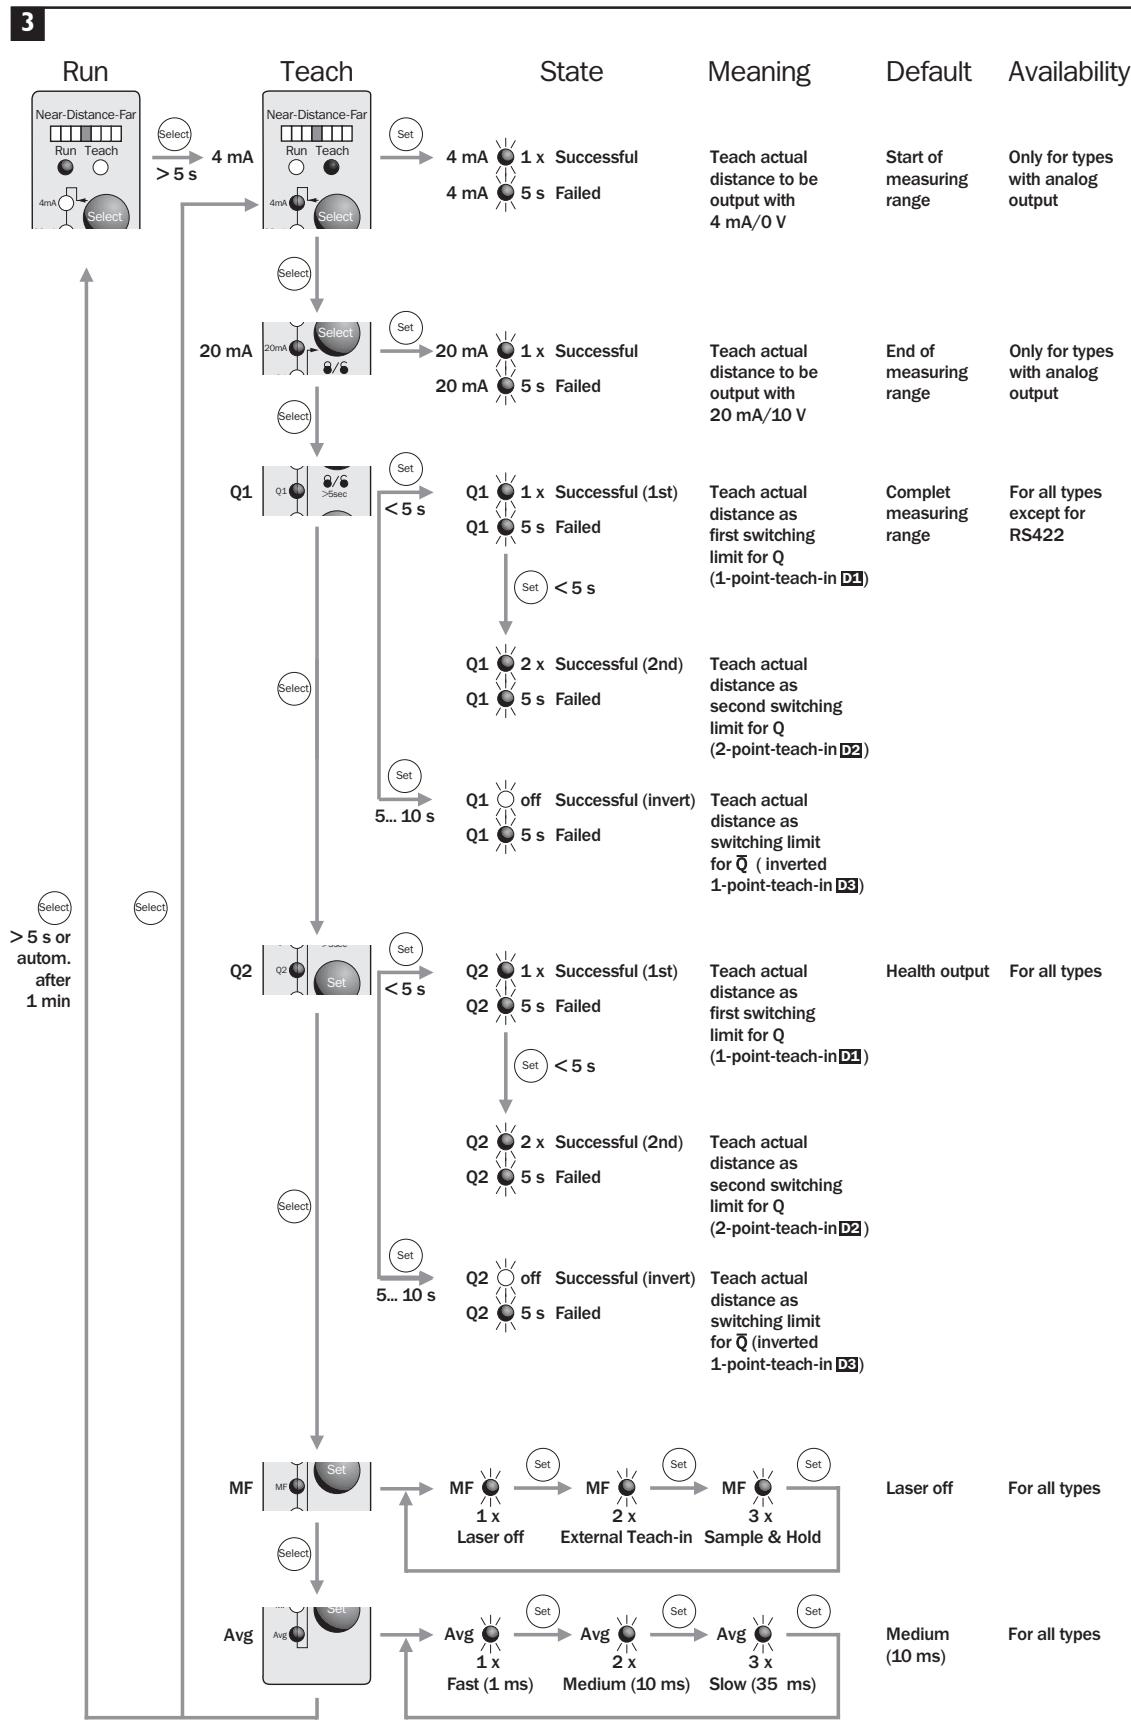 3
Run Teach State Meaning Default Availability
Near-Distance-Far
Run Teach
4mA
Select
Select
> 5 s
4 mA
Near-Distance-Far
Run Teach
4mA
Select
Set
4 mA 1 x Successful
4 mA 5 s Failed
Teach actual
distance to be
output with
4 mA/0 V
Start of
measuring
range
Only for types
with analog
output
Select
20 mA
20mA
Select
Set
20 mA 1 x Successful
20 mA 5 s Failed
Teach actual
distance to be
output with
20 mA/10 V
End of
measuring
range
Only for types
with analog
output
Select
Q1
Q1
>5sec
Set
< 5 s
Q1 1 x Successful (1st)
Q1 5 s Failed
Teach actual
distance as
first switching
limit for Q
(1-point-teach-in D1)
Complet
measuring
range
For all types
except for
RS422
Set < 5 s
Select
Q1 2 x Successful (2nd)
Q1 5 s Failed
Teach actual
distance as
second switching
limit for Q
(2-point-teach-in D2)
Set
5... 10 s
Q1 off Successful (invert)
Q1 5 s Failed
Teach actual
distance as
switching limit
for Q̅ ( inverted
1-point-teach-in D3)
Select
> 5 s or
autom.
after
1 min
Select
Q2
>5sec
Q2
Set
Set
< 5 s
Q2 1 x Successful (1st)
Q2 5 s Failed
Teach actual
distance as
first switching
limit for Q
(1-point-teach-in D1)
Health output
For all types
Set < 5 s
Q2 2 x Successful (2nd)
Q2 5 s Failed
Teach actual
distance as
second switching
limit for Q
(2-point-teach-in D2)
Select
Set
5... 10 s
Q2 off Successful (invert)
Q2 5 s Failed
Teach actual
distance as
switching limit
for Q̅ (inverted
1-point-teach-in D3)
MF
MF
Set
MF Set MF Set MF Set
1 x 2 x 3 x
Laser off External Teach-in Sample & Hold
Laser off
For all types
Select
Avg
Avg
Set
Avg Set Avg Set Avg Set
1 x 2 x 3 x
Fast (1 ms) Medium (10 ms) Slow (35 ms)
Medium
(10 ms)
For all types